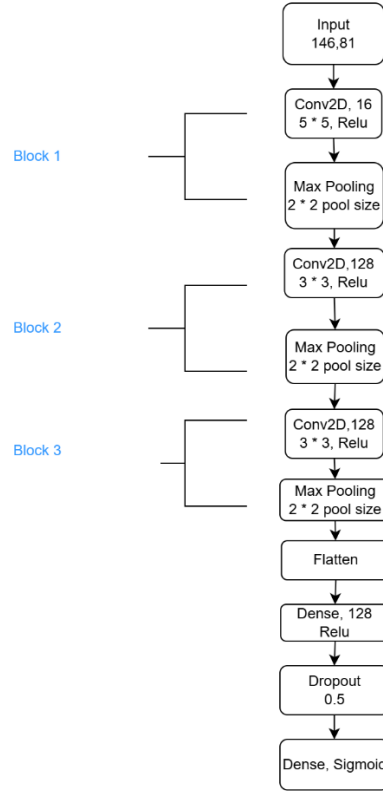 Input
146,81
Conv2D, 16
5 * 5, Relu
Block 1
Max Pooling
2 * 2 pool size
Conv2D,128
3 * 3, Relu
Block 2
Max Pooling
2 * 2 pool size
Conv2D,128
3 * 3, Relu
Block 3
Max Pooling
2 * 2 pool size
Flatten
Dense, 128
Relu
Dropout
0.5
Dense, Sigmoid